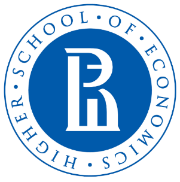 HIGHER · SCHOOL · OF · ECONOMICS ·